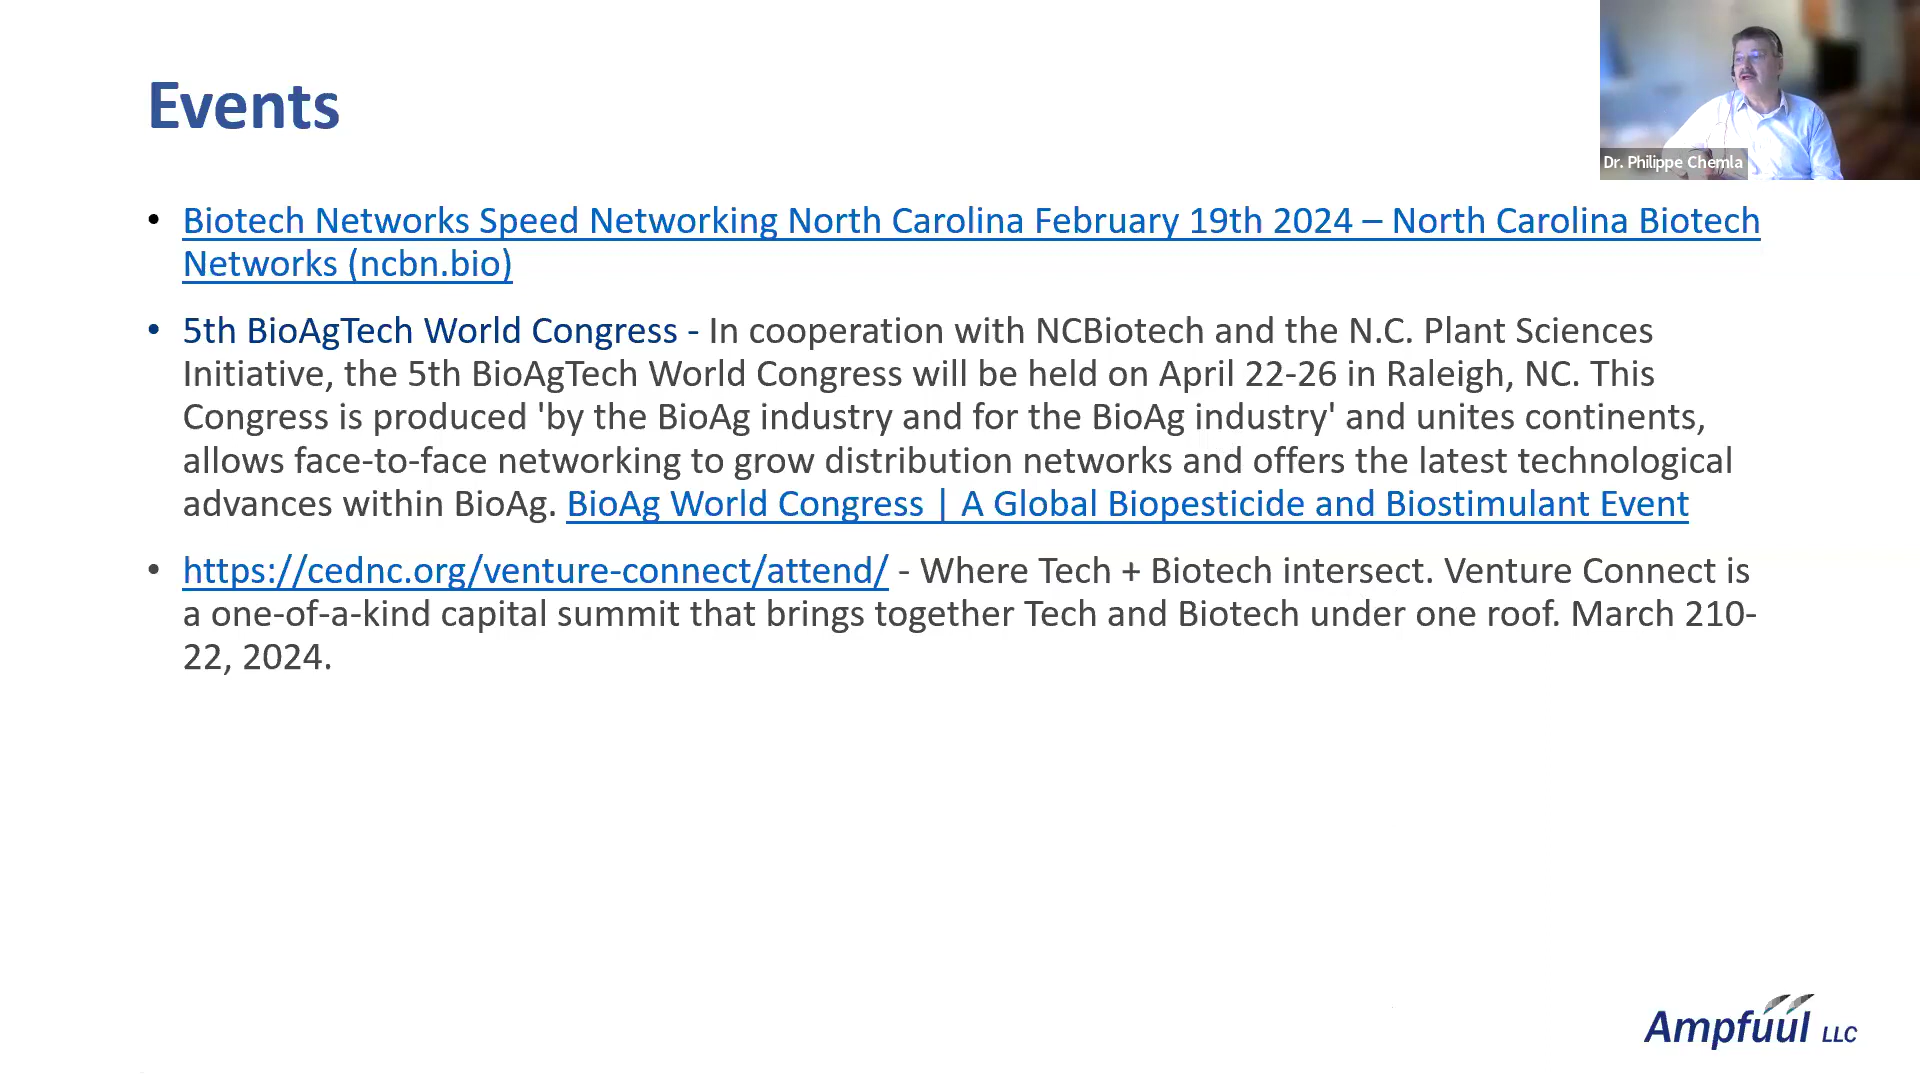 Events
Dr. Philippe Chemla
• Biotech Networks Speed Networking North Carolina February 19th 2024 – North Carolina Biotech
Networks (ncbn.bio)
• 5th BioAgTech World Congress - In cooperation with NCBiotech and the N.C. Plant Sciences
Initiative, the 5th BioAgTech World Congress will be held on April 22-26 in Raleigh, NC. This
Congress is produced 'by the BioAg industry and for the BioAg industry' and unites continents,
allows face-to-face networking to grow distribution networks and offers the latest technological
advances within BioAg. BioAg World Congress | A Global Biopesticide and Biostimulant Event
• https://cednc.org/venture-connect/attend/ - Where Tech + Biotech intersect. Venture Connect is
a one-of-a-kind capital summit that brings together Tech and Biotech under one roof. March 210-
22, 2024.
Ampfuul LLC